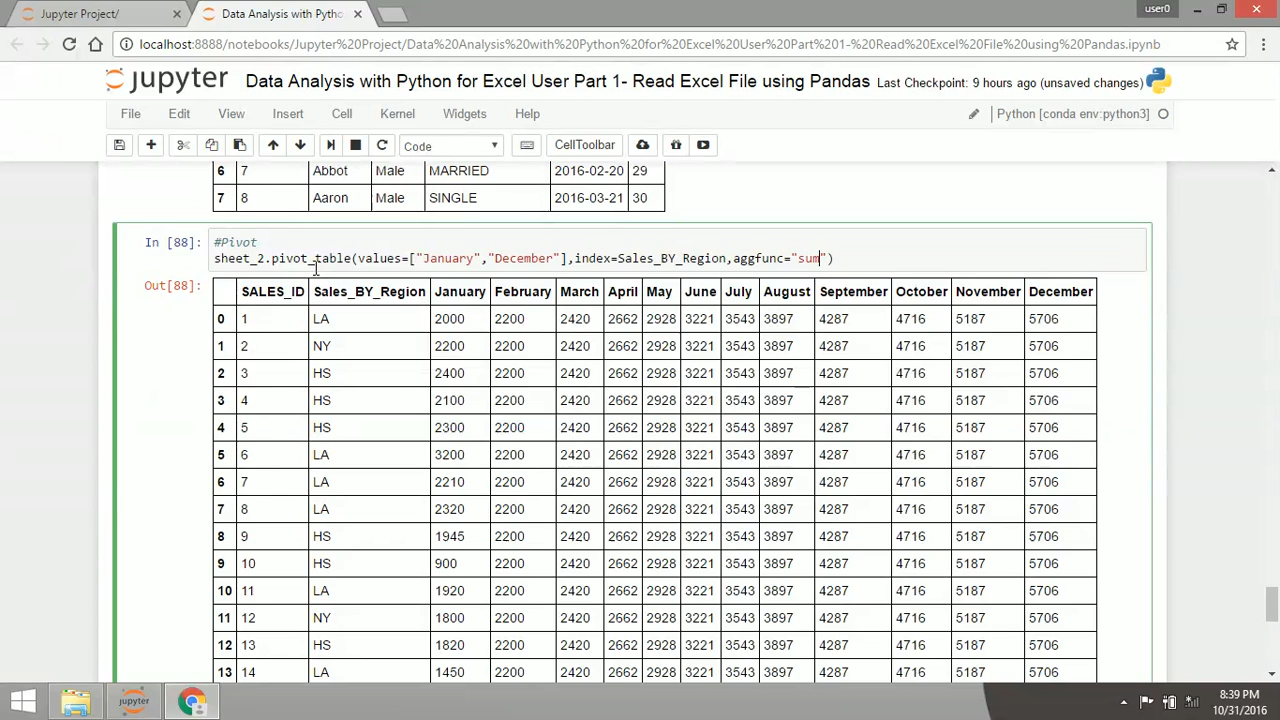 Jupyter Project/
Data Analysis with Pytho
user0
localhost:8888/notebooks/Jupyter%20Project/Data%20Analysis%20with%20Python%20for%20Excel%20User%20Part%201-%20Read%20Excel%20File%20using%20Pandas.ipynb
jupyter Data Analysis with Python for Excel User Part 1- Read Excel File using Pandas Last Checkpoint: 9 hours ago (unsaved changes)
File Edit View Insert Cell Kernel Widgets Help Python [conda env:python3]
Code CellToolbar
6 7 Abbot Male MARRIED 2016-02-20 29
7 8 Aaron Male SINGLE 2016-03-21 30
In [88]: #Pivot
sheet_2.pivot_table(values=["January","December"],index=Sales_BY_Region,aggfunc="sum")
Out[88]:
SALES_ID Sales_BY_Region January February March April May June July August September October November December
0 1 LA 2000 2200 2420 2662 2928 3221 3543 3897 4287 4716 5187 5706
1 2 NY 2200 2200 2420 2662 2928 3221 3543 3897 4287 4716 5187 5706
2 3 HS 2400 2200 2420 2662 2928 3221 3543 3897 4287 4716 5187 5706
3 4 HS 2100 2200 2420 2662 2928 3221 3543 3897 4287 4716 5187 5706
4 5 HS 2300 2200 2420 2662 2928 3221 3543 3897 4287 4716 5187 5706
5 6 LA 3200 2200 2420 2662 2928 3221 3543 3897 4287 4716 5187 5706
6 7 LA 2210 2200 2420 2662 2928 3221 3543 3897 4287 4716 5187 5706
7 8 LA 2320 2200 2420 2662 2928 3221 3543 3897 4287 4716 5187 5706
8 9 HS 1945 2200 2420 2662 2928 3221 3543 3897 4287 4716 5187 5706
9 10 HS 900 2200 2420 2662 2928 3221 3543 3897 4287 4716 5187 5706
10 11 LA 1920 2200 2420 2662 2928 3221 3543 3897 4287 4716 5187 5706
11 12 NY 1800 2200 2420 2662 2928 3221 3543 3897 4287 4716 5187 5706
12 13 HS 1820 2200 2420 2662 2928 3221 3543 3897 4287 4716 5187 5706
13 14 LA 1450 2200 2420 2662 2928 3221 3543 3897 4287 4716 5187 5706
8:39 PM
10/31/2016